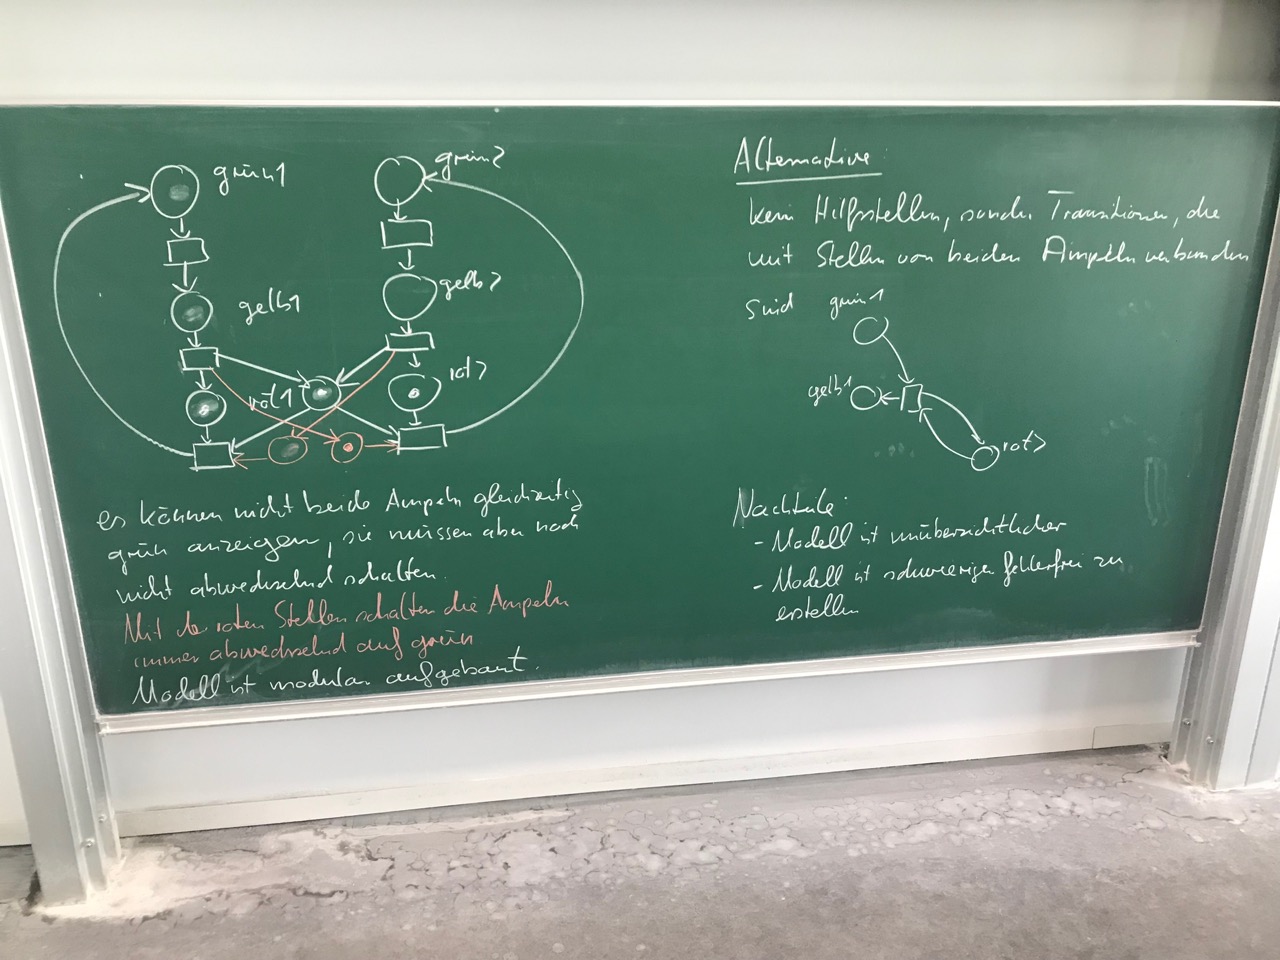 grün1
grün2
gelb1
gelb2
rot1
rot2
es können nicht beide Ampeln gleichzeitig
grün anzeigen, sie müssen aber noch
nicht abwechselnd schalten.
Mit den roten Stellen schalten die Ampeln
immer abwechselnd auf grün
Modell ist modular aufgebaut.
Alternative:
kein Hilfsstellen, sondern Transitionen, die
mit Stellen von beiden Ampeln verbunden
sind
grün1
gelb1
rot2
Nachteile:
- Modell ist unübersichtlicher
- Modell ist schwieriger fehlerfrei zu
erstellen